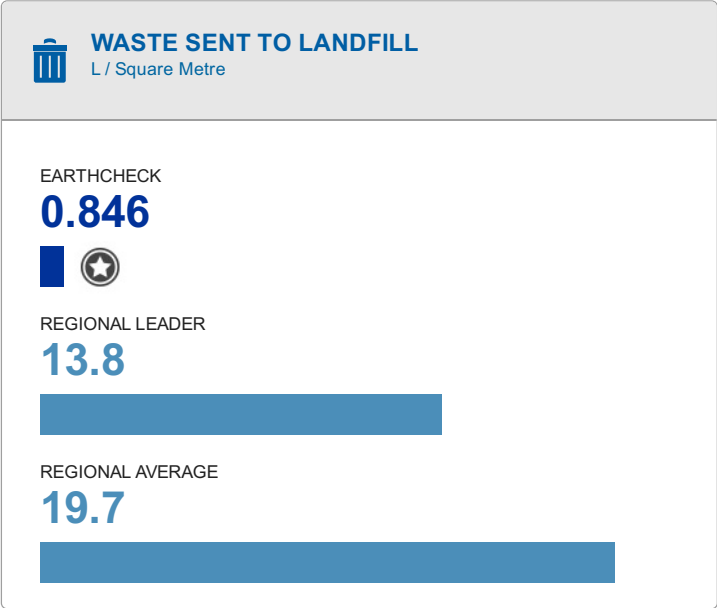 WASTE SENT TO LANDFILL
L / Square Metre
EARTHCHECK
0.846
REGIONAL LEADER
13.8
REGIONAL AVERAGE
19.7